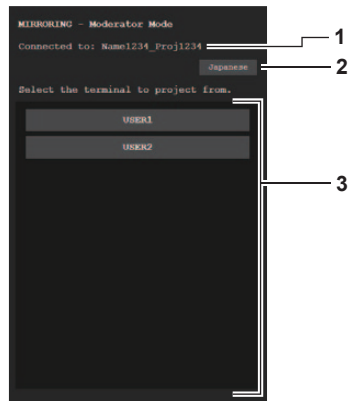 MIRRORING - Moderator Mode
Connected to: Name1234_Proj1234
1
Japanese
2
Select the terminal to project from.
USER1
USER2
3